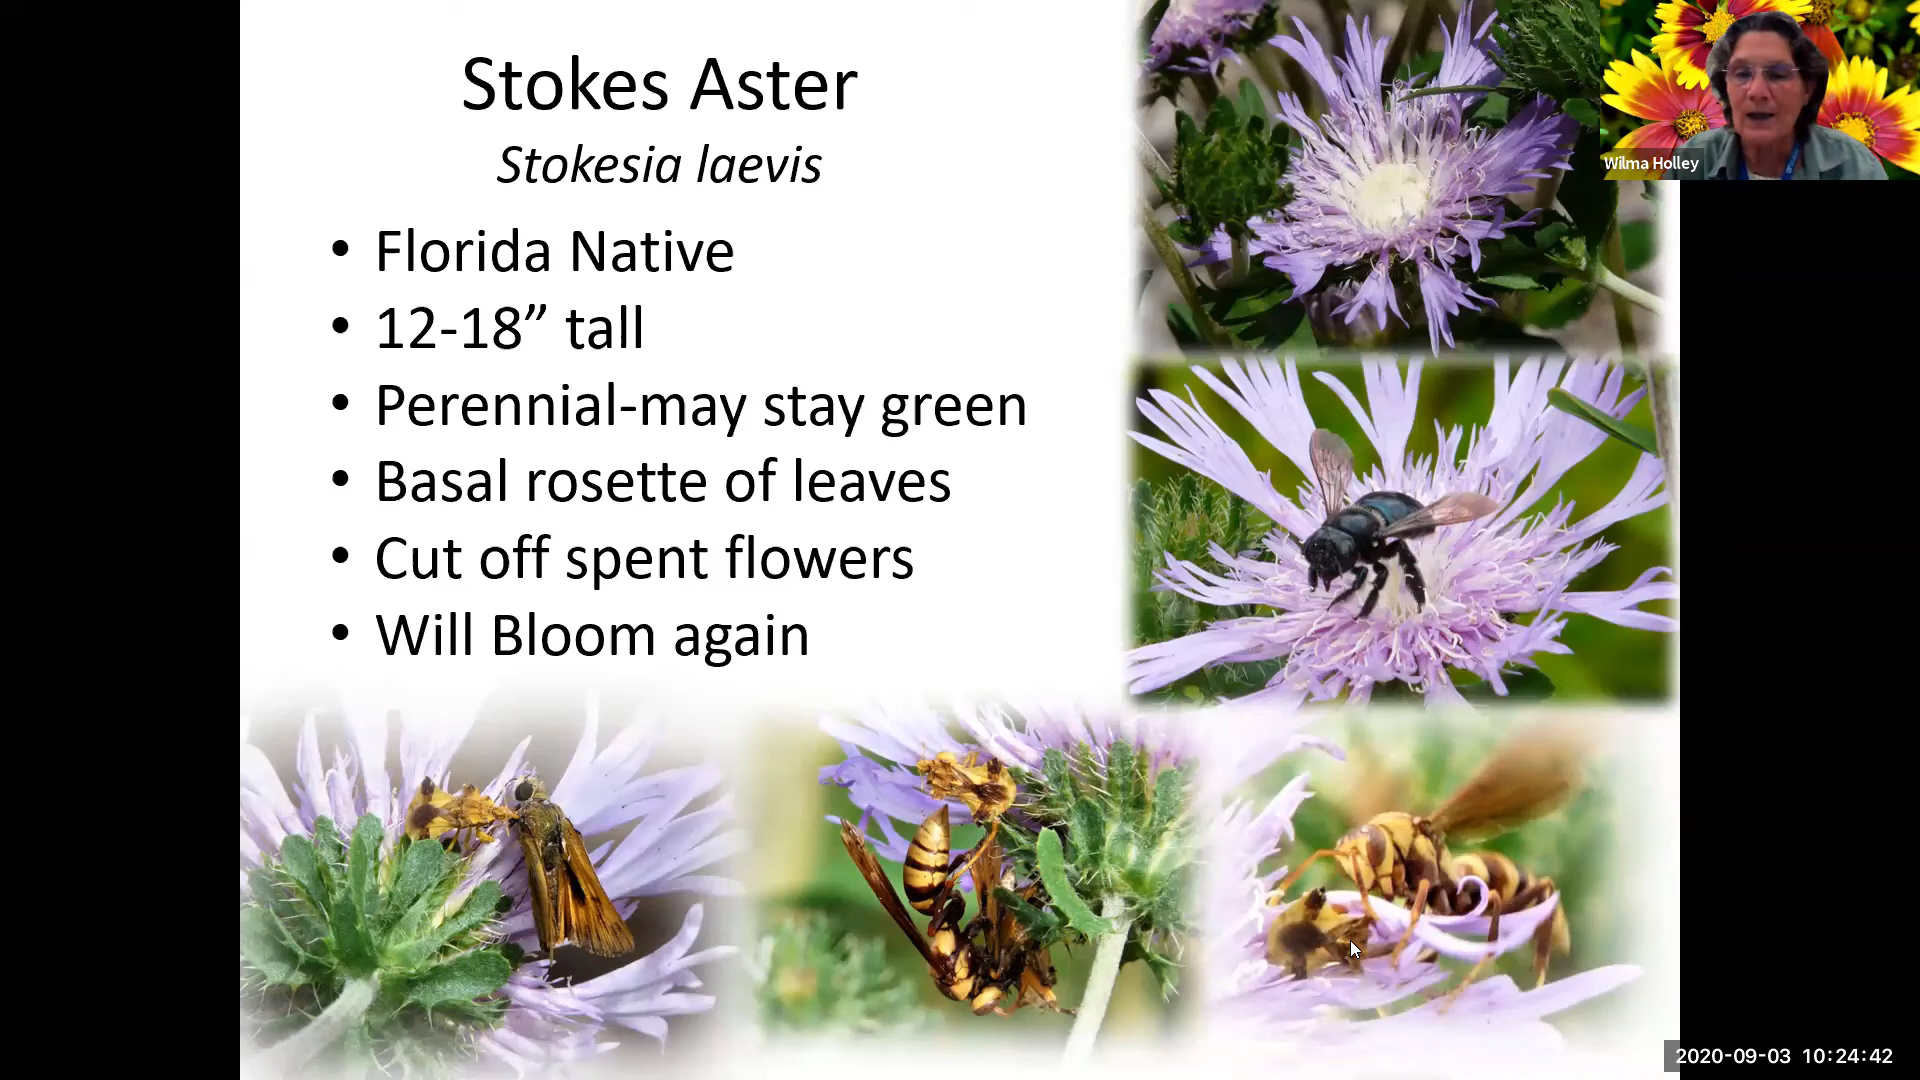 Stokes Aster
Stokesia laevis
• Florida Native
• 12-18” tall
• Perennial-may stay green
• Basal rosette of leaves
• Cut off spent flowers
• Will Bloom again
Wilma Holley
2020-09-03 10:24:42